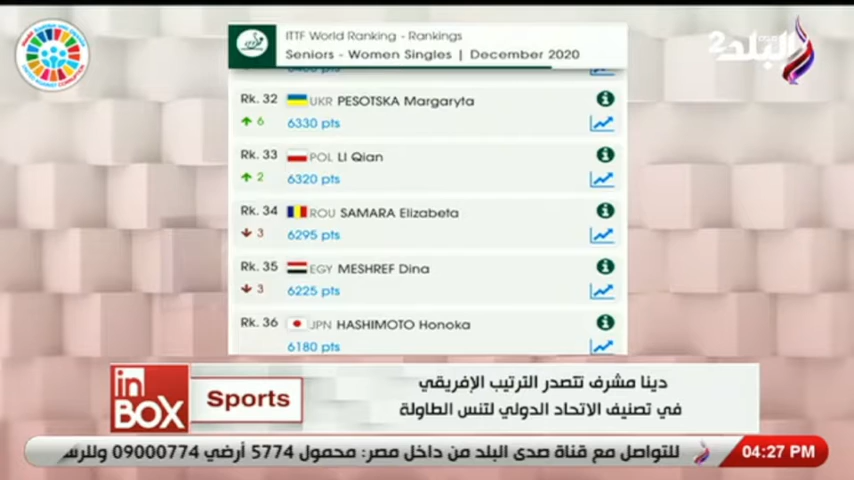 ITTF World Ranking - Rankings
Seniors - Women Singles | December 2020
صدى البلد 2
Rk. 32 UKR PESOTSKA Margaryta
6 6330 pts
Rk. 33 POL LI Qian
2 6320 pts
Rk. 34 ROU SAMARA Elizabeta
3 6295 pts
Rk. 35 EGY MESHREF Dina
3 6225 pts
Rk. 36 JPN HASHIMOTO Honoka
6180 pts
in BOX
Sports
دينا مشرف تتصدر الترتيب الإفريقي
في تصنيف الاتحاد الدولي لتنس الطاولة
للتواصل مع قناة صدى البلد من داخل مصر: محمول 5774 أرضي 09000774
04:27 PM